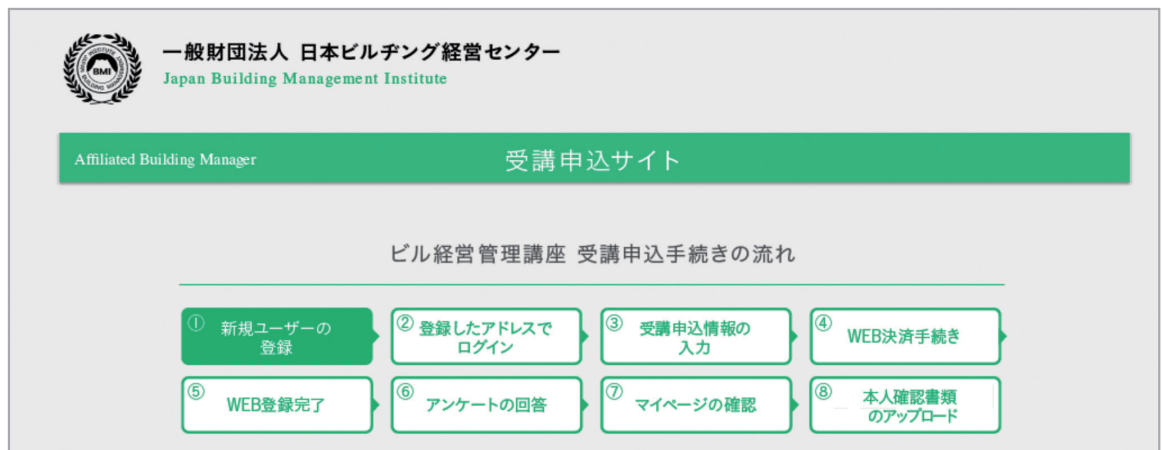 一般財団法人 日本ビルヂング経営センター
Japan Building Management Institute
BMI
Affiliated Building Manager
受講申込サイト
ビル経営管理講座 受講申込手続きの流れ
① 新規ユーザーの
登録
② 登録したアドレスで
ログイン
③ 受講申込情報の
入力
④ WEB決済手続き
⑤ WEB登録完了
⑥ アンケートの回答
⑦ マイページの確認
⑧ 本人確認書類
のアップロード